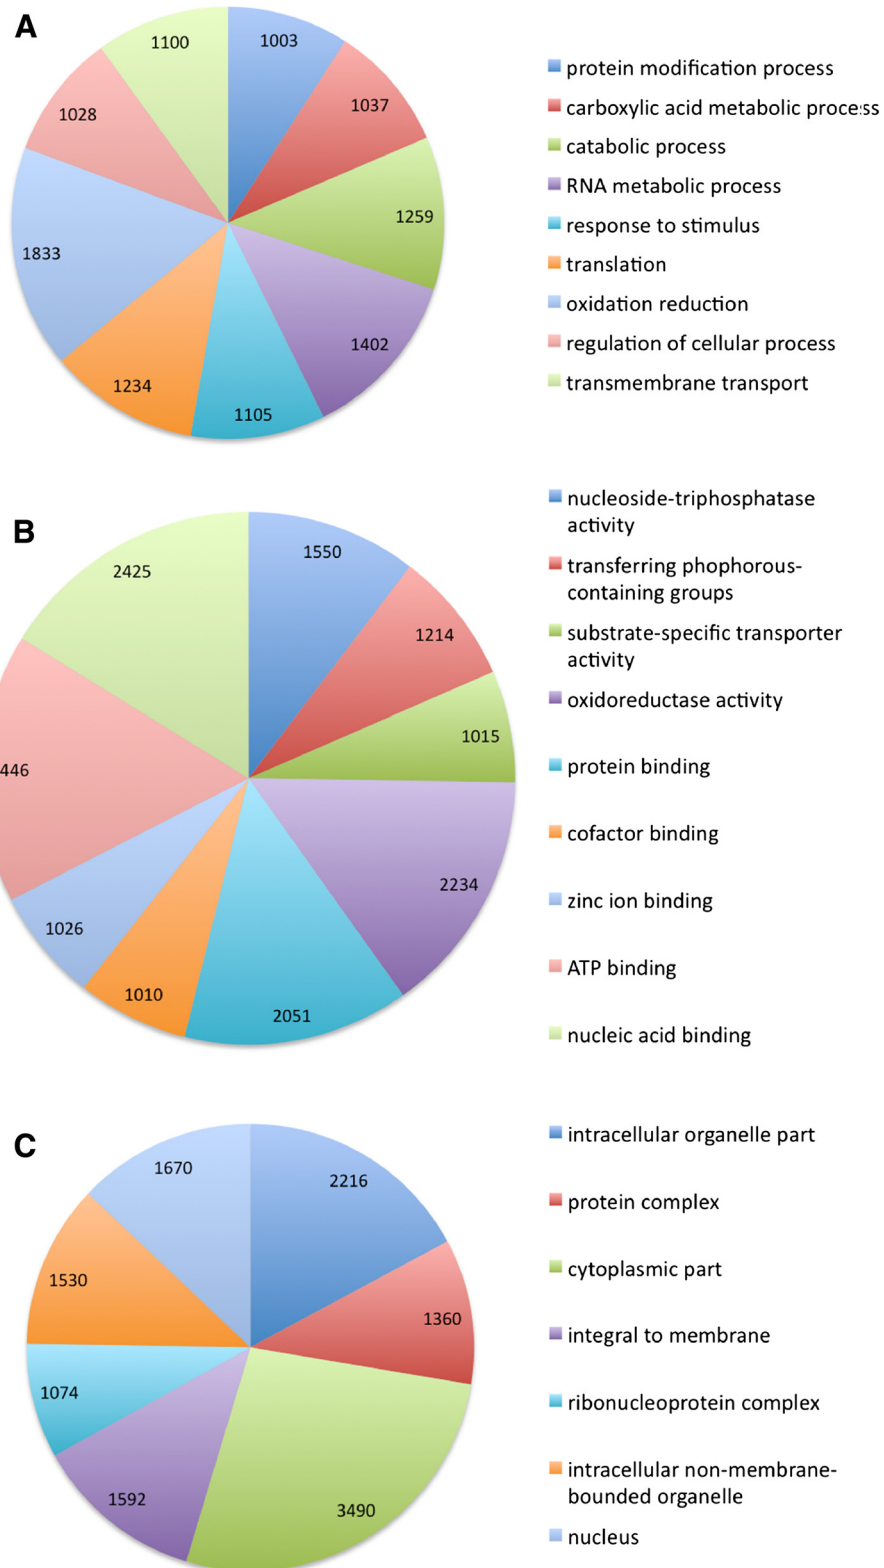 A
1003
1037
1259
1402
1105
1234
1833
1028
1100
protein modification process
carboxylic acid metabolic process
catabolic process
RNA metabolic process
response to stimulus
translation
oxidation reduction
regulation of cellular process
transmembrane transport
B
1550
1214
1015
2234
2051
1010
1026
446
2425
nucleoside-triphosphatase
activity
transferring phophorous-
containing groups
substrate-specific transporter
activity
oxidoreductase activity
protein binding
cofactor binding
zinc ion binding
ATP binding
nucleic acid binding
C
2216
1360
3490
1592
1074
1530
1670
intracellular organelle part
protein complex
cytoplasmic part
integral to membrane
ribonucleoprotein complex
intracellular non-membrane-
bounded organelle
nucleus